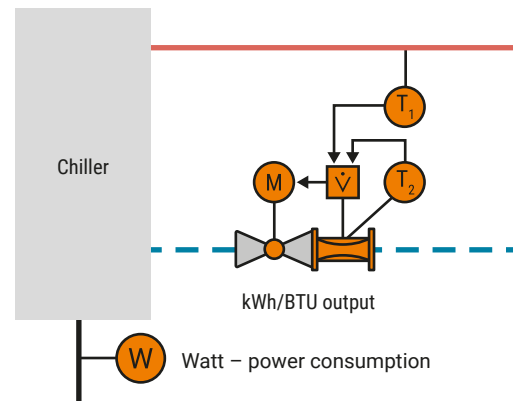 T₁
Chiller
M
V̇
T₂
kWh/BTU output
W
Watt – power consumption